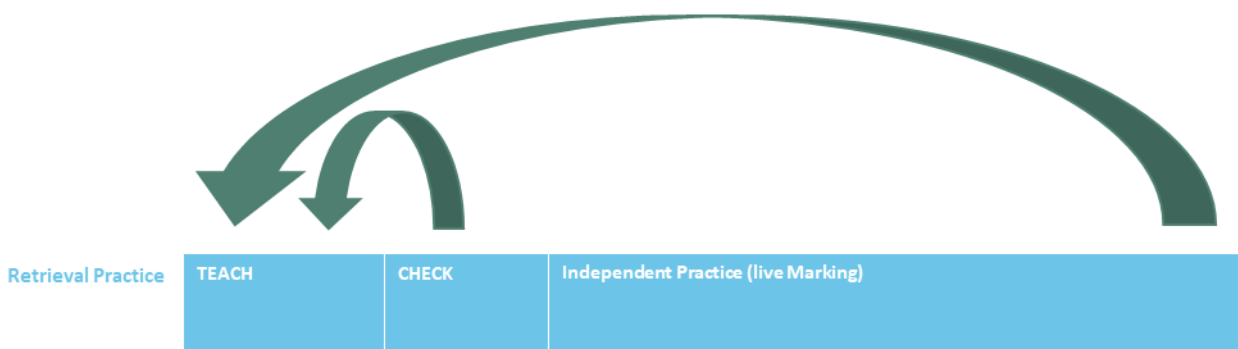 Retrieval Practice
TEACH
CHECK
Independent Practice (live Marking)